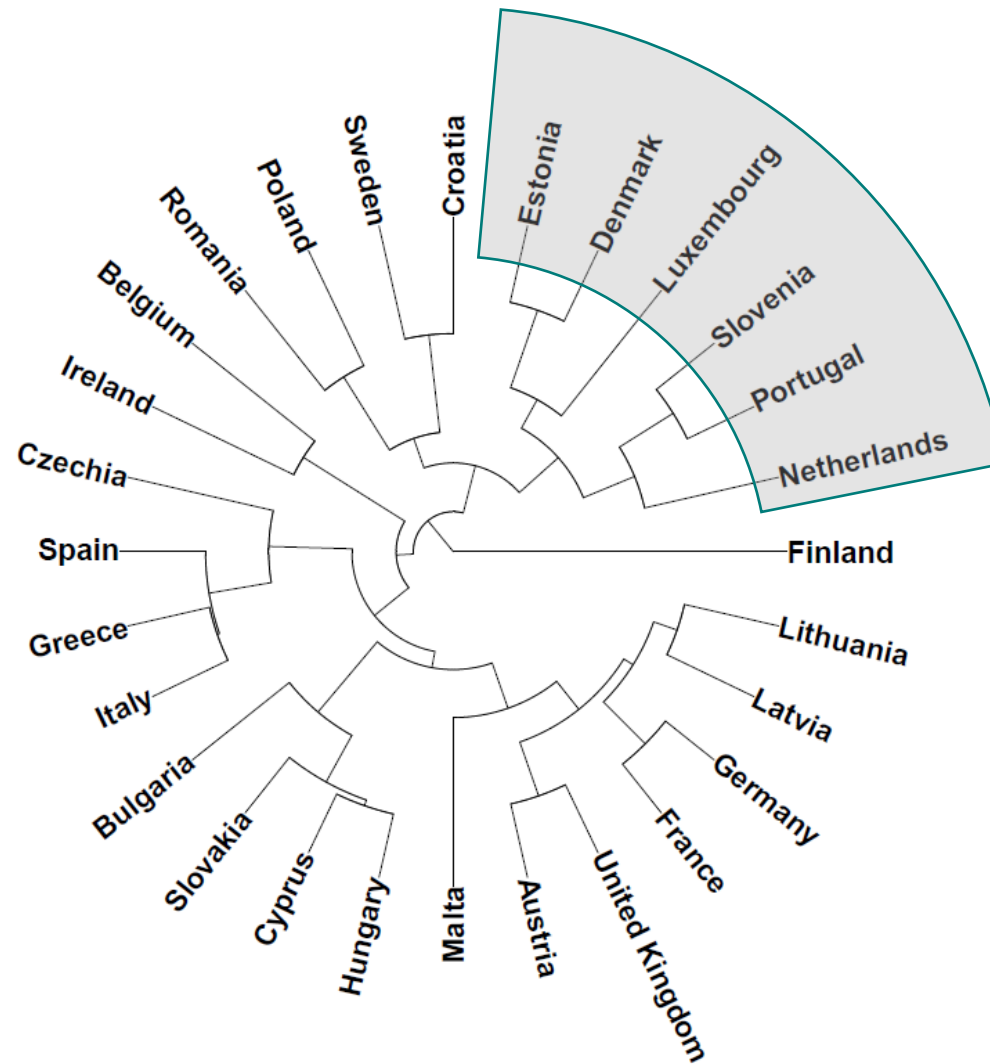 Croatia
Estonia
Denmark
Luxembourg
Slovenia
Portugal
Netherlands
Finland
Lithuania
Latvia
Germany
France
United Kingdom
Austria
Malta
Hungary
Cyprus
Slovakia
Bulgaria
Italy
Greece
Spain
Czechia
Ireland
Belgium
Romania
Poland
Sweden